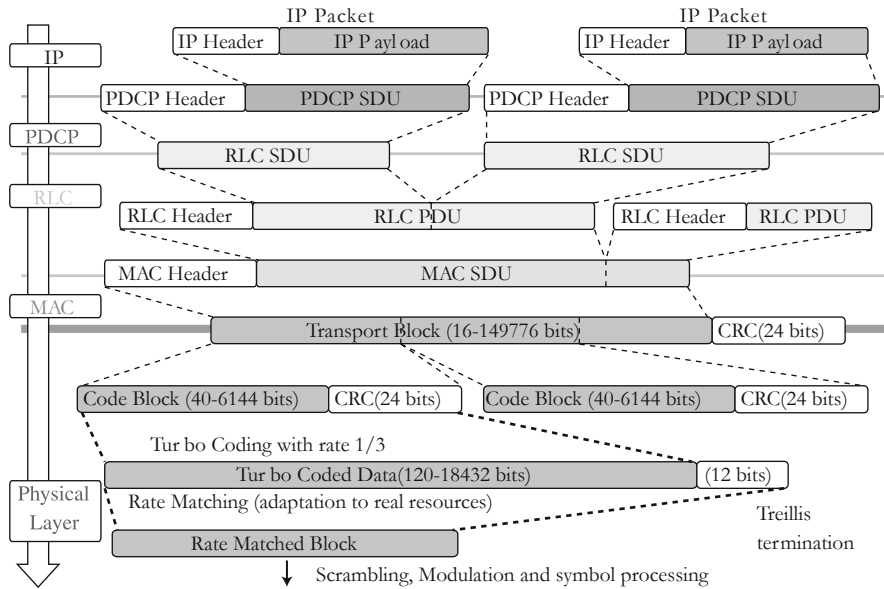 IP Packet IP Packet
IP Header IP P ayl oad IP Header IP P ayl oad
IP
PDCP Header PDCP SDU PDCP Header PDCP SDU
PDCP
RLC SDU RLC SDU
RLC
RLC Header RLC PDU RLC Header RLC PDU
MAC Header MAC SDU
MAC
Transport Block (16-149776 bits) CRC(24 bits)
Code Block (40-6144 bits) CRC(24 bits) Code Block (40-6144 bits) CRC(24 bits)
Tur bo Coding with rate 1/3
Tur bo Coded Data(120-18432 bits) (12 bits)
Physical
Layer
Rate Matching (adaptation to real resources)
Treillis
termination
Rate Matched Block
Scrambling, Modulation and symbol processing